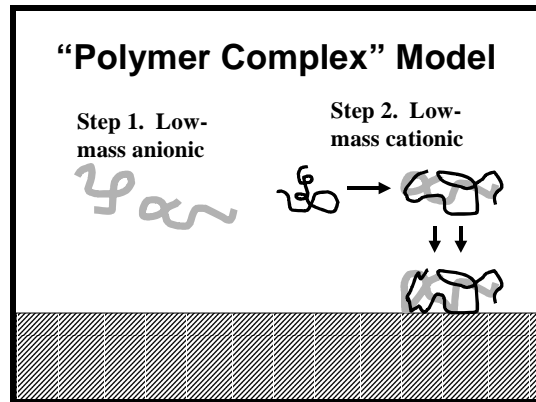 “Polymer Complex” Model
Step 1.  Low-
mass anionic
Step 2.  Low-
mass cationic